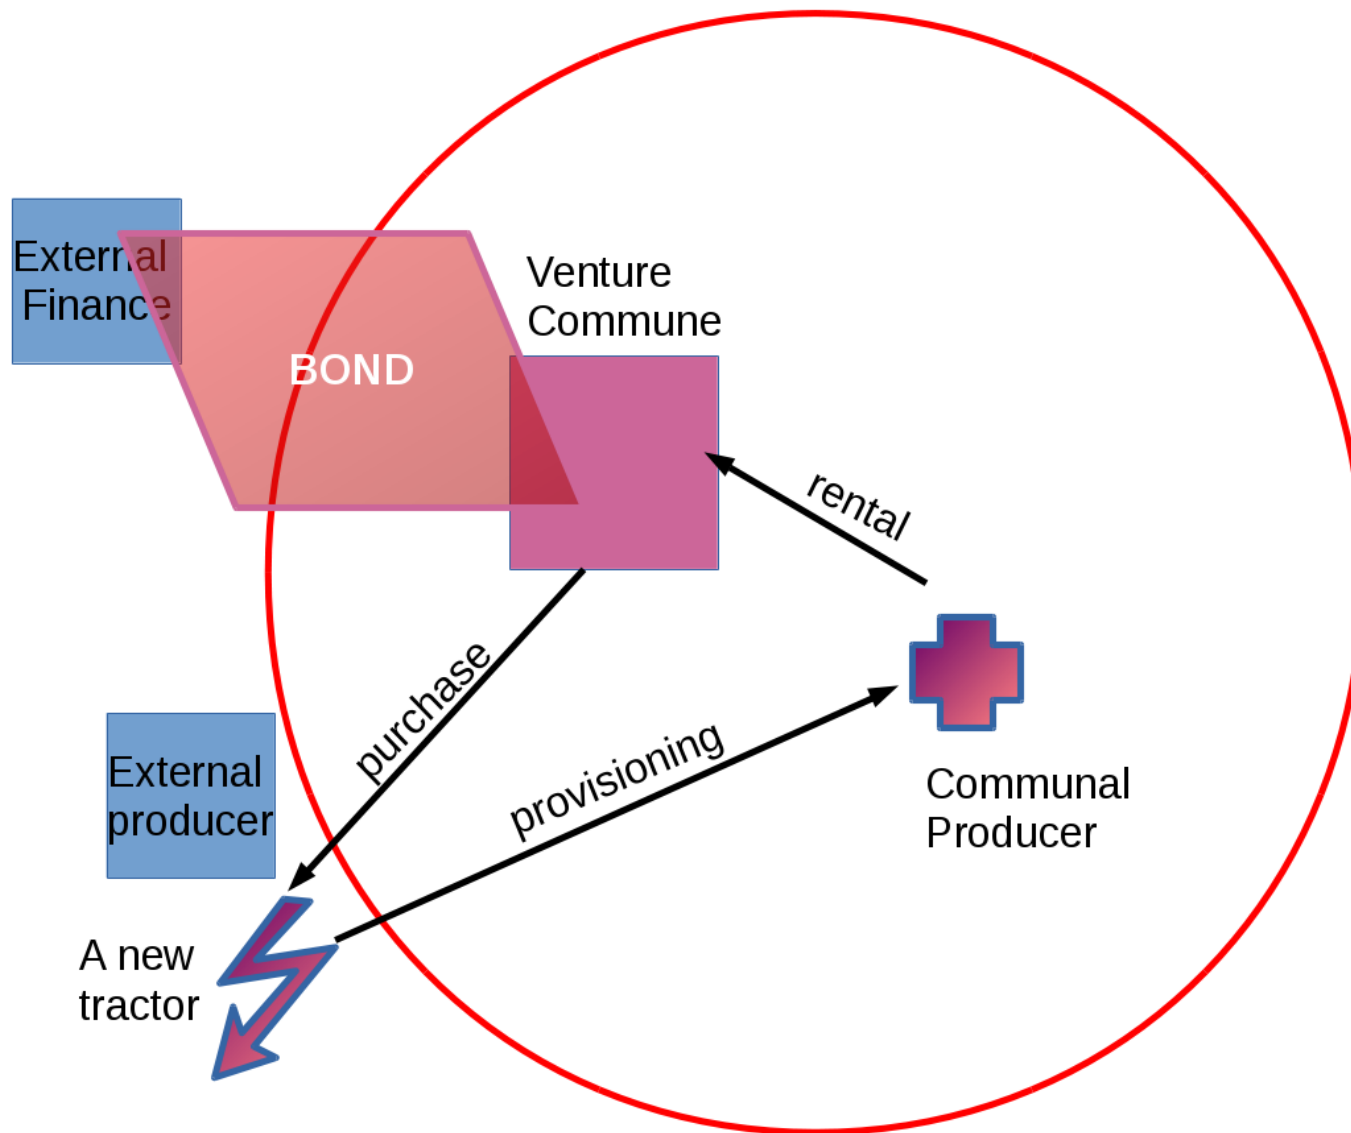 External
Finance
BOND
Venture
Commune
rental
purchase
provisioning
External
producer
Communal
Producer
A new
tractor